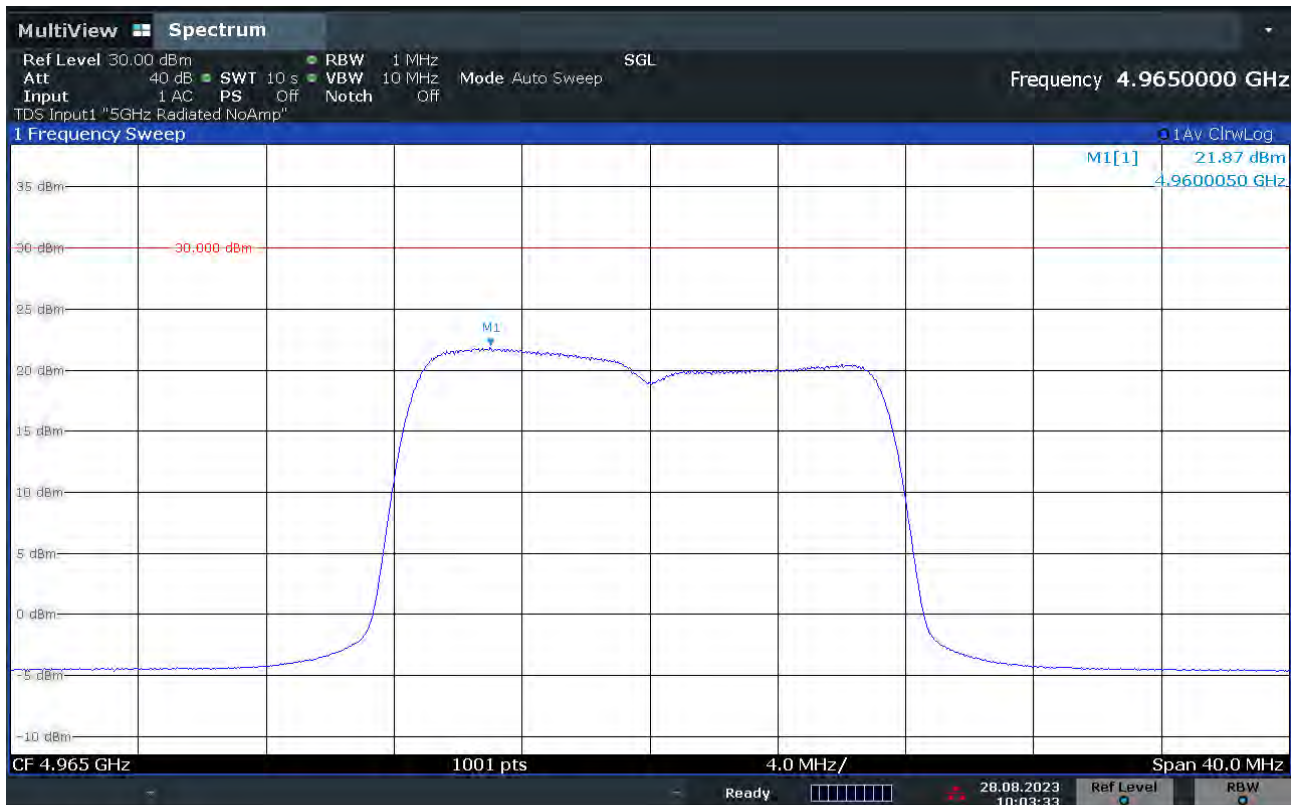 MultiView Spectrum
Ref Level 30.00 dBm RBW 1 MHz SGL
Att 40 dB SWT 10 s VBW 10 MHz Mode Auto Sweep Frequency 4.9650000 GHz
Input 1 AC PS Off Notch Off
TDS Input1 "5GHz Radiated NoAmp"
1 Frequency Sweep 1Av ClrwLog
M1[1] 21.87 dBm
4.9600050 GHz
35 dBm
30 dBm 30.000 dBm
25 dBm
M1
20 dBm
15 dBm
10 dBm
5 dBm
0 dBm
-5 dBm
-10 dBm
CF 4.965 GHz 1001 pts 4.0 MHz/ Span 40.0 MHz
Ready 28.08.2023 Ref Level RBW
10:03:33